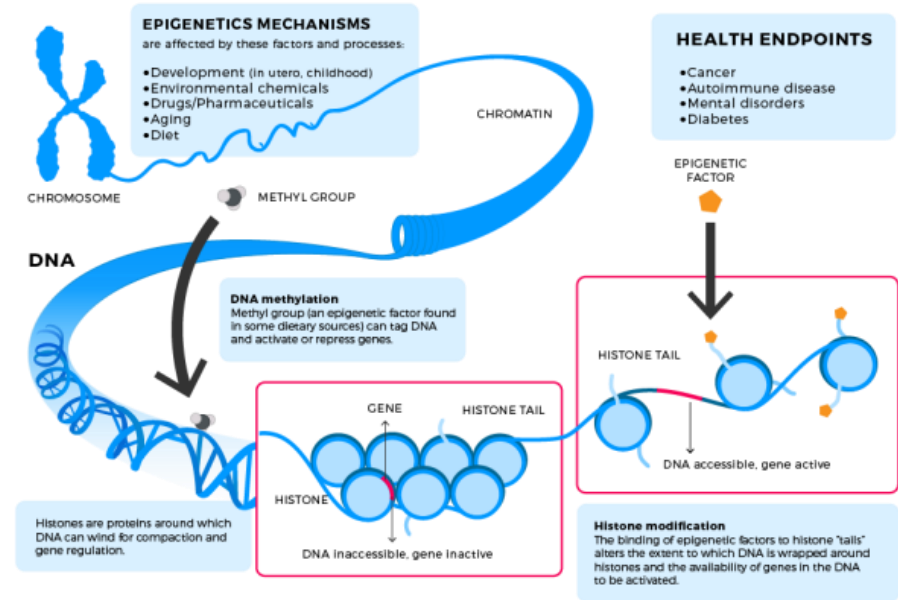 EPIGENETICS MECHANISMS
are affected by these factors and processes:
•Development (in utero, childhood)
•Environmental chemicals
•Drugs/Pharmaceuticals
•Aging
•Diet
HEALTH ENDPOINTS
•Cancer
•Autoimmune disease
•Mental disorders
•Diabetes
CHROMATIN
CHROMOSOME
METHYL GROUP
EPIGENETIC
FACTOR
DNA
DNA methylation
Methyl group (an epigenetic factor found
in some dietary sources) can tag DNA
and activate or repress genes.
HISTONE TAIL
GENE
HISTONE TAIL
DNA accessible, gene active
HISTONE
DNA inaccessible, gene inactive
Histones are proteins around which
DNA can wind for compaction and
gene regulation.
Histone modification
The binding of epigenetic factors to histone "tails"
alters the extent to which DNA is wrapped around
histones and the availability of genes in the DNA
to be activated.